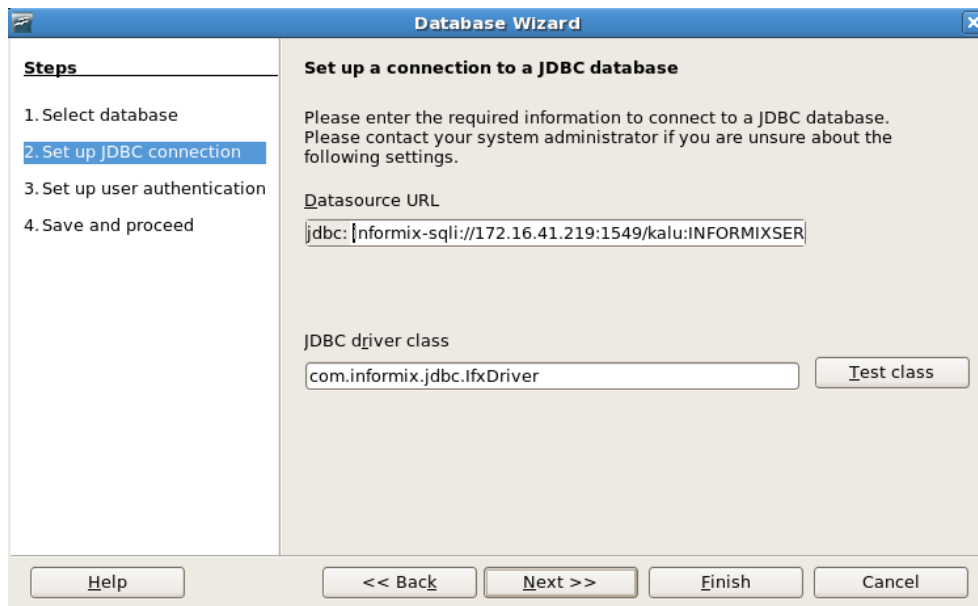 Database Wizard
Steps
1. Select database
2. Set up JDBC connection
3. Set up user authentication
4. Save and proceed
Set up a connection to a JDBC database
Please enter the required information to connect to a JDBC database.
Please contact your system administrator if you are unsure about the
following settings.
Datasource URL
jdbc: informix-sqli://172.16.41.219:1549/kalu:INFORMIXSER
JDBC driver class
com.informix.jdbc.IfxDriver
Test class
Help
<< Back
Next >>
Finish
Cancel